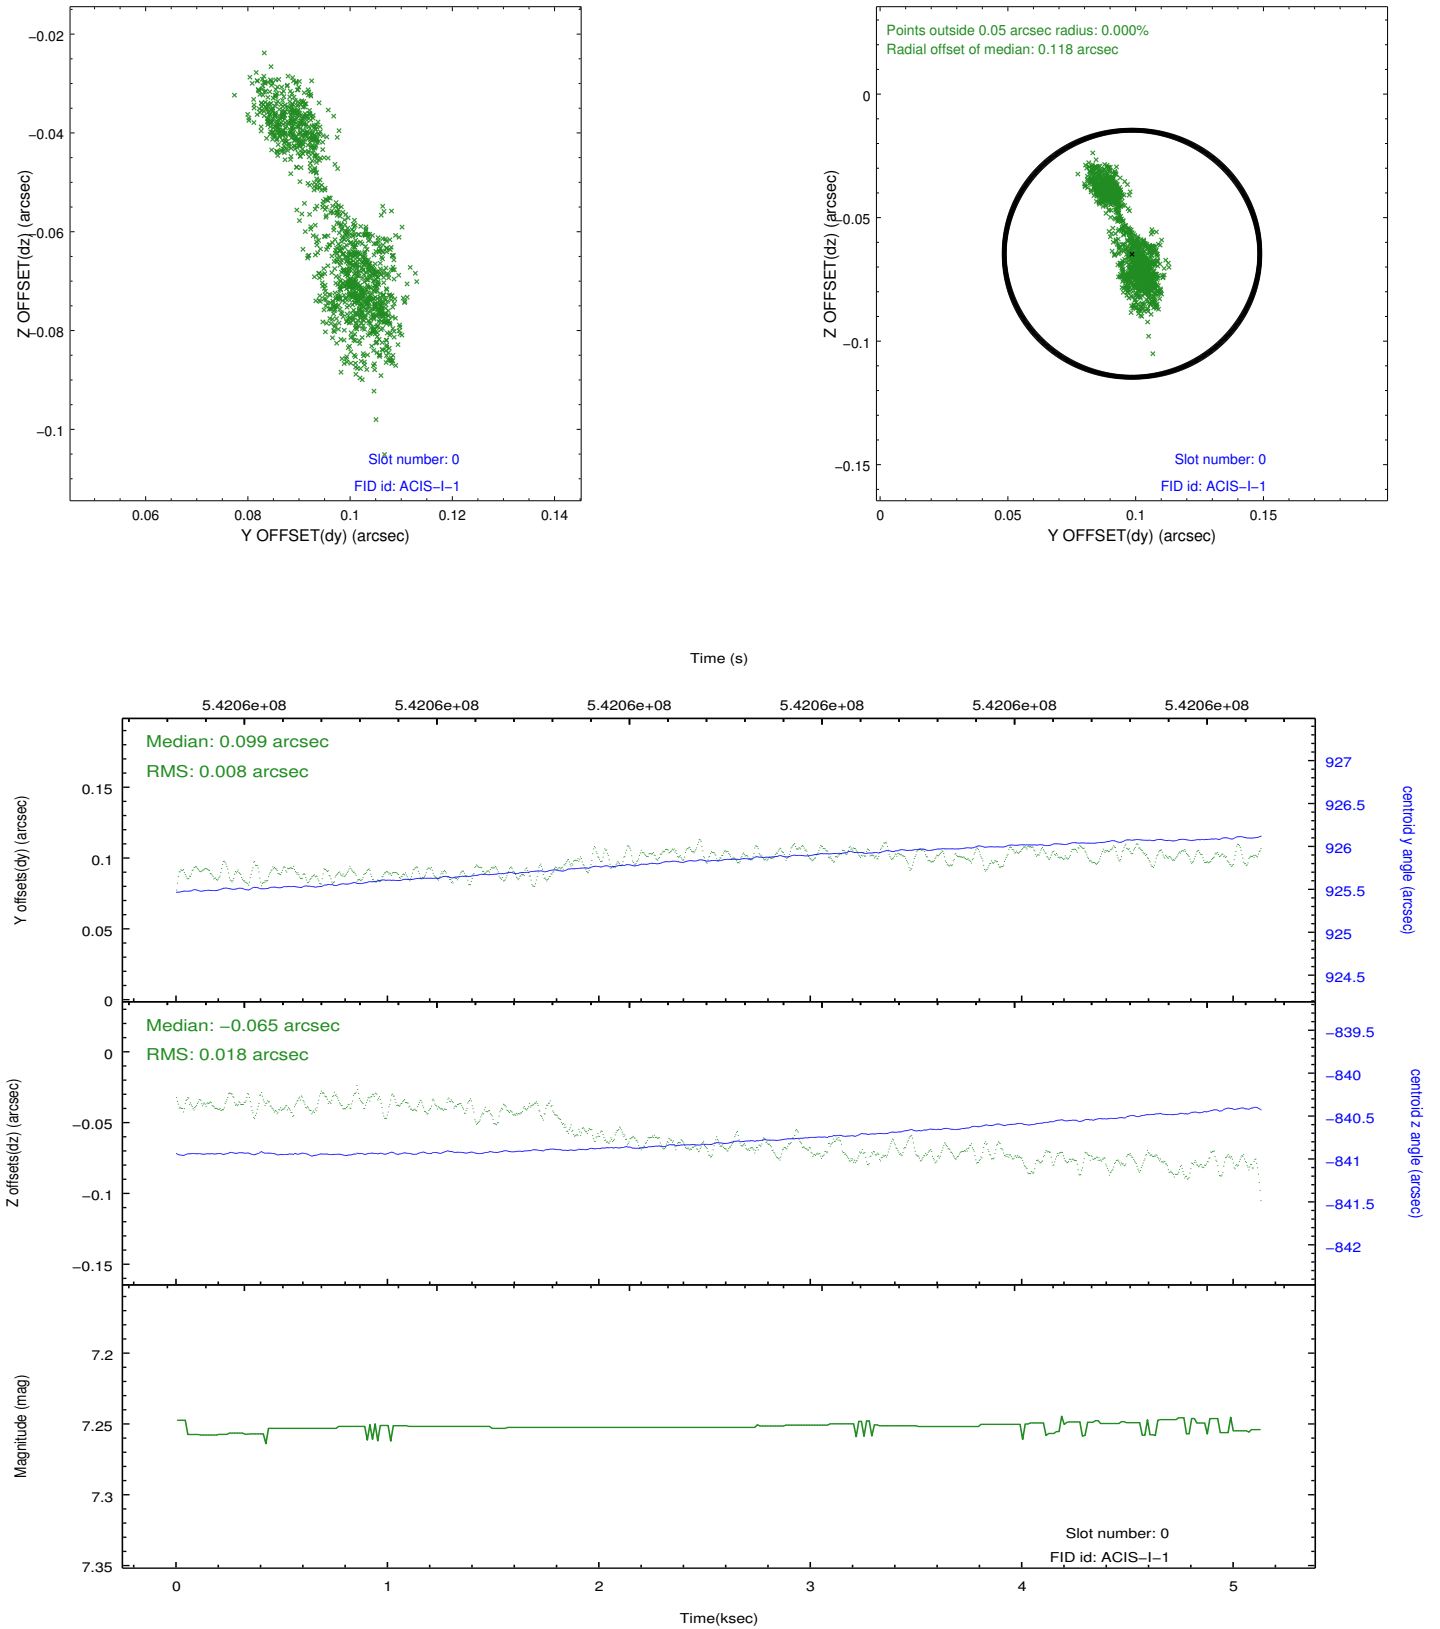 −0.02
−0.04
−0.06
−0.08
−0.1
Z OFFSET(dz) (arcsec)
Slot number: 0
FID id: ACIS−I−1
0.06
0.08
0.1
0.12
0.14
Y OFFSET(dy) (arcsec)
Points outside 0.05 arcsec radius: 0.000%
Radial offset of median: 0.118 arcsec
0
−0.05
−0.1
−0.15
Z OFFSET(dz) (arcsec)
Slot number: 0
FID id: ACIS−I−1
0
0.05
0.1
0.15
Y OFFSET(dy) (arcsec)
Time (s)
5.4206e+08
5.4206e+08
5.4206e+08
5.4206e+08
5.4206e+08
5.4206e+08
Median: 0.099 arcsec
RMS: 0.008 arcsec
0.15
0.1
0.05
0
Y offsets(dy) (arcsec)
927
926.5
926
925.5
925
924.5
centroid y angle (arcsec)
Median: −0.065 arcsec
RMS: 0.018 arcsec
0
−0.05
−0.1
−0.15
Z offsets(dz) (arcsec)
−839.5
−840
−840.5
−841
−841.5
−842
centroid z angle (arcsec)
7.2
7.25
7.3
7.35
Magnitude (mag)
Slot number: 0
FID id: ACIS−I−1
0
1
2
3
4
5
Time(ksec)